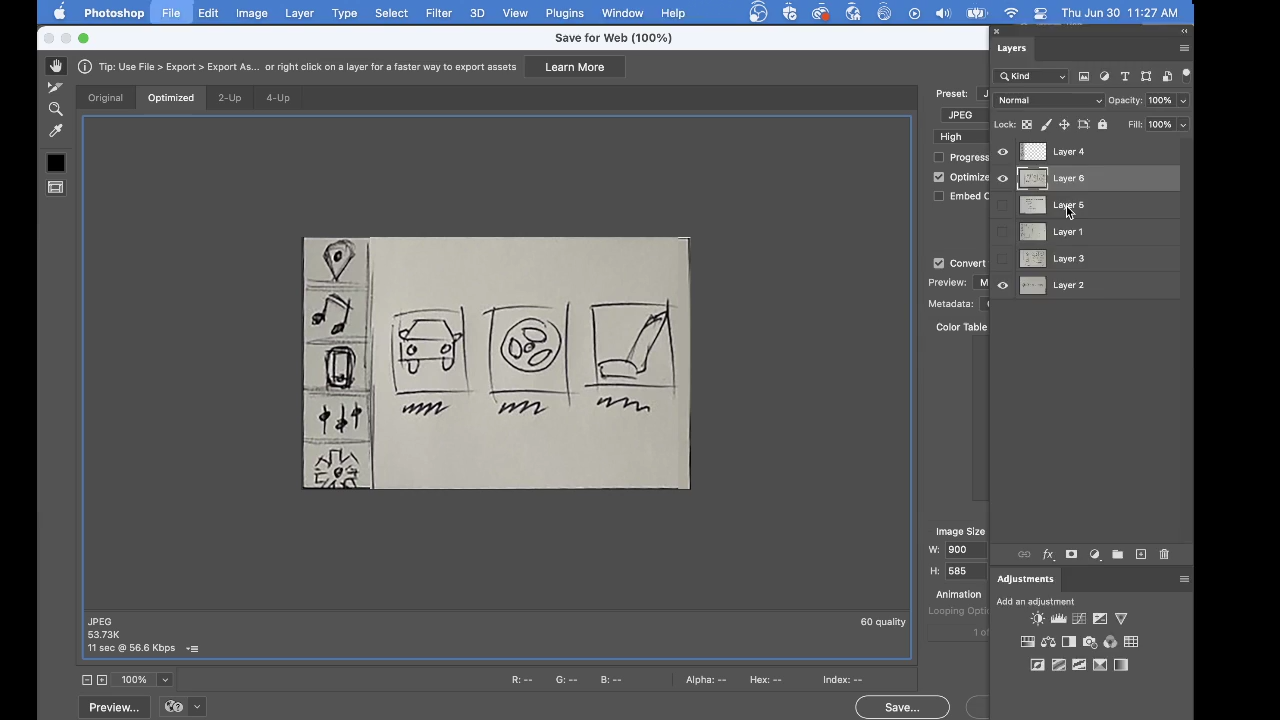 Photoshop File Edit Image Layer Type Select Filter 3D View Plugins Window Help Thu Jun 30 11:27 AM
Save for Web (100%)
Layers
Tip: Use File > Export > Export As... or right click on a layer for a faster way to export assets Learn More
Kind
Original Optimized 2-Up 4-Up
Preset: J
Normal Opacity: 100%
JPEG
Lock: Fill: 100%
High
Layer 4
Progress
Optimize
Layer 6
Embed C
Layer 5
Layer 1
Convert
Layer 3
Preview: M
Layer 2
Metadata:
Color Table
Image Size
W: 900
H: 585
Adjustments
Animation
Add an adjustment
Looping Opti
1 o
JPEG
60 quality
53.73K
11 sec @ 56.6 Kbps
100% R: -- G: -- B: -- Alpha: -- Hex: -- Index: --
Preview... Save...